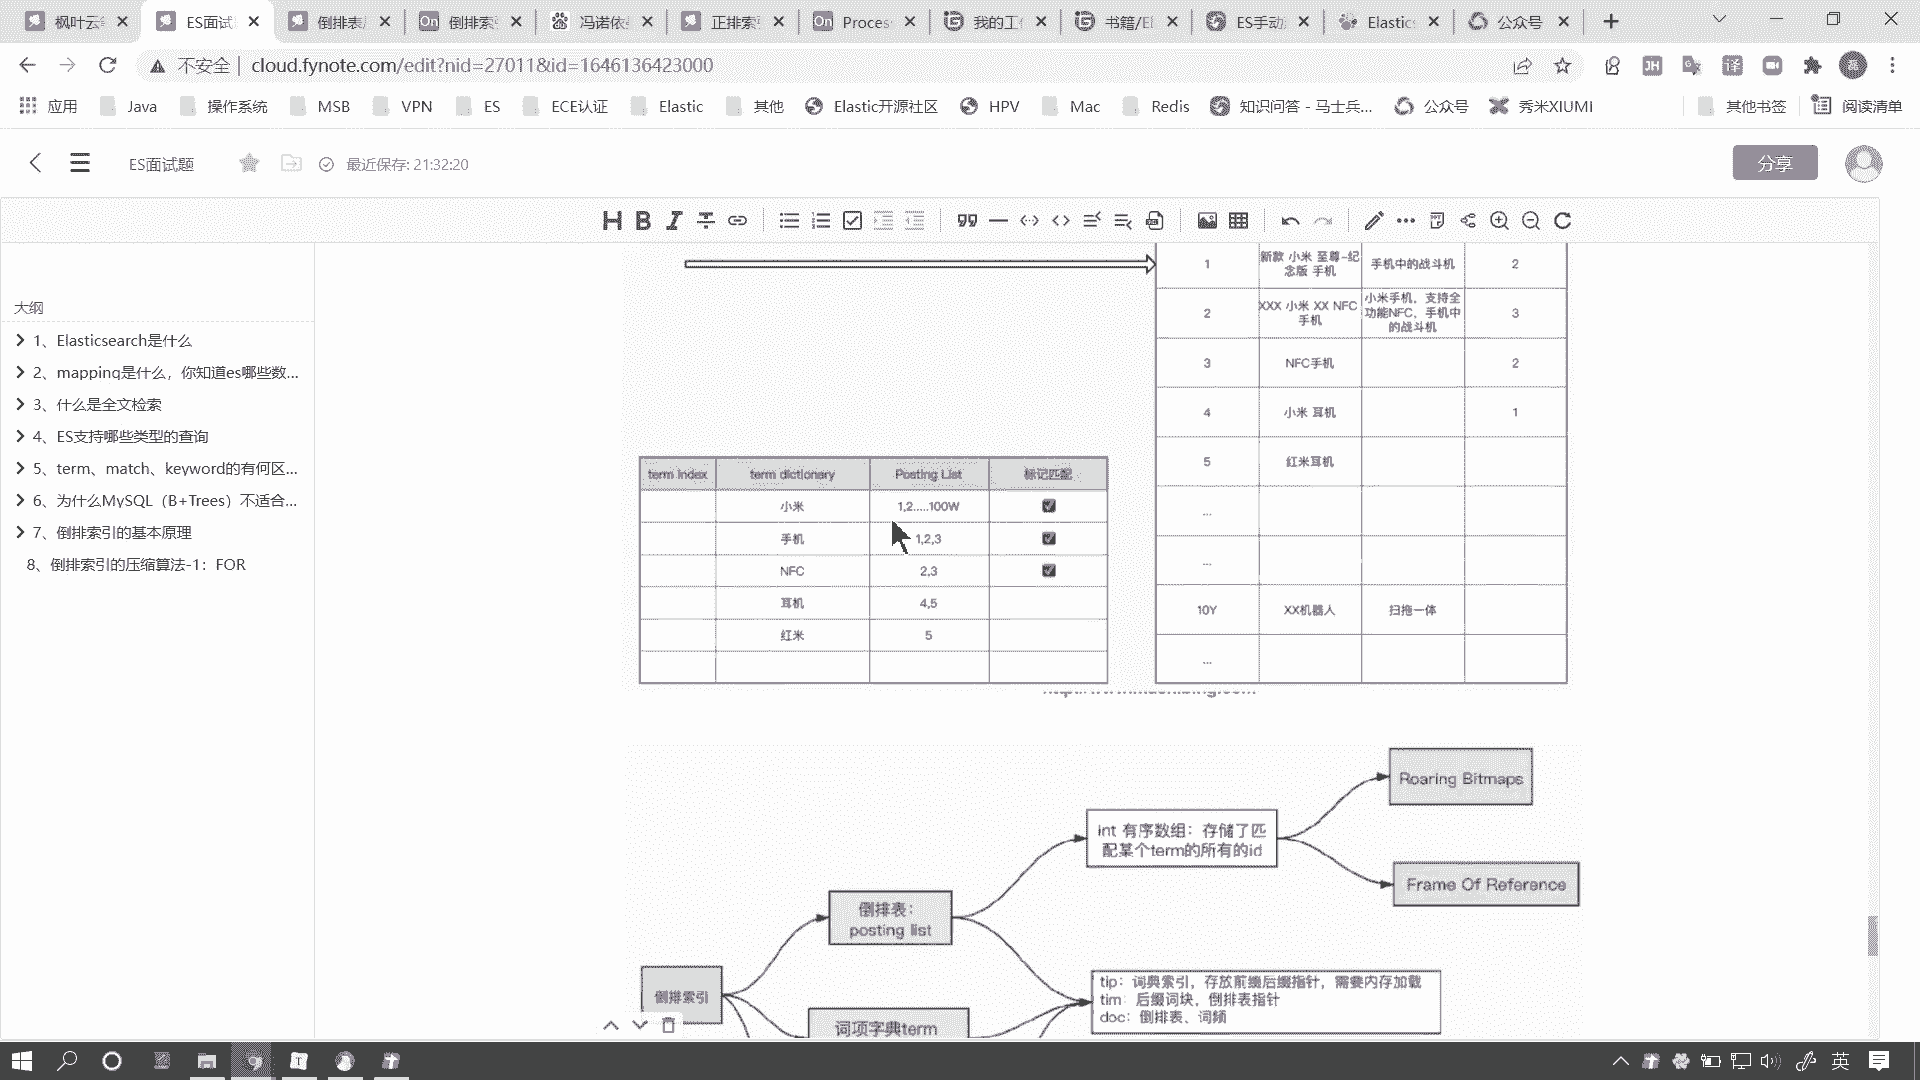 枫叶云
ES面试
倒排表
倒排索
冯诺依
正排索
Proces
我的工
书籍/El
ES手动
Elastic
公众号
不安全 | cloud.fynote.com/edit?nid=27011&id=1646136423000
应用 Java 操作系统 MSB VPN ES ECE认证 Elastic 其他 Elastic开源社区 HPV Mac Redis 知识问答 - 马士兵... 公众号 秀米XIUMI 其他书签 阅读清单
ES面试题 最近保存: 21:32:20 分享
大纲
1、Elasticsearch是什么
2、mapping是什么，你知道es哪些数...
3、什么是全文检索
4、ES支持哪些类型的查询
5、term、match、keyword的有何区...
6、为什么MySQL（B+Trees）不适合...
7、倒排索引的基本原理
8、倒排索引的压缩算法-1：FOR
1 新款 小米 至尊-纪念版 手机 手机中的战斗机 2
2 XXX 小米 XX NFC 手机 小米手机，支持全功能NFC，手机中的战斗机 3
3 NFC手机 2
4 小米 耳机 1
5 红米耳机
...
...
10Y XX机器人 扫拖一体
...
term index term dictionary Posting List 标记匹配
小米 1,2.....100W
手机 1,2,3
NFC 2,3
耳机 4,5
红米 5
Roaring Bitmaps
int 有序数组：存储了匹
配某个term的所有的id
Frame Of Reference
倒排表：
posting list
倒排索引
tip：词典索引，存放前缀后缀指针，需要内存加载
tim：后缀词块，倒排表指针
doc：倒排表、词频
词项字典term
英